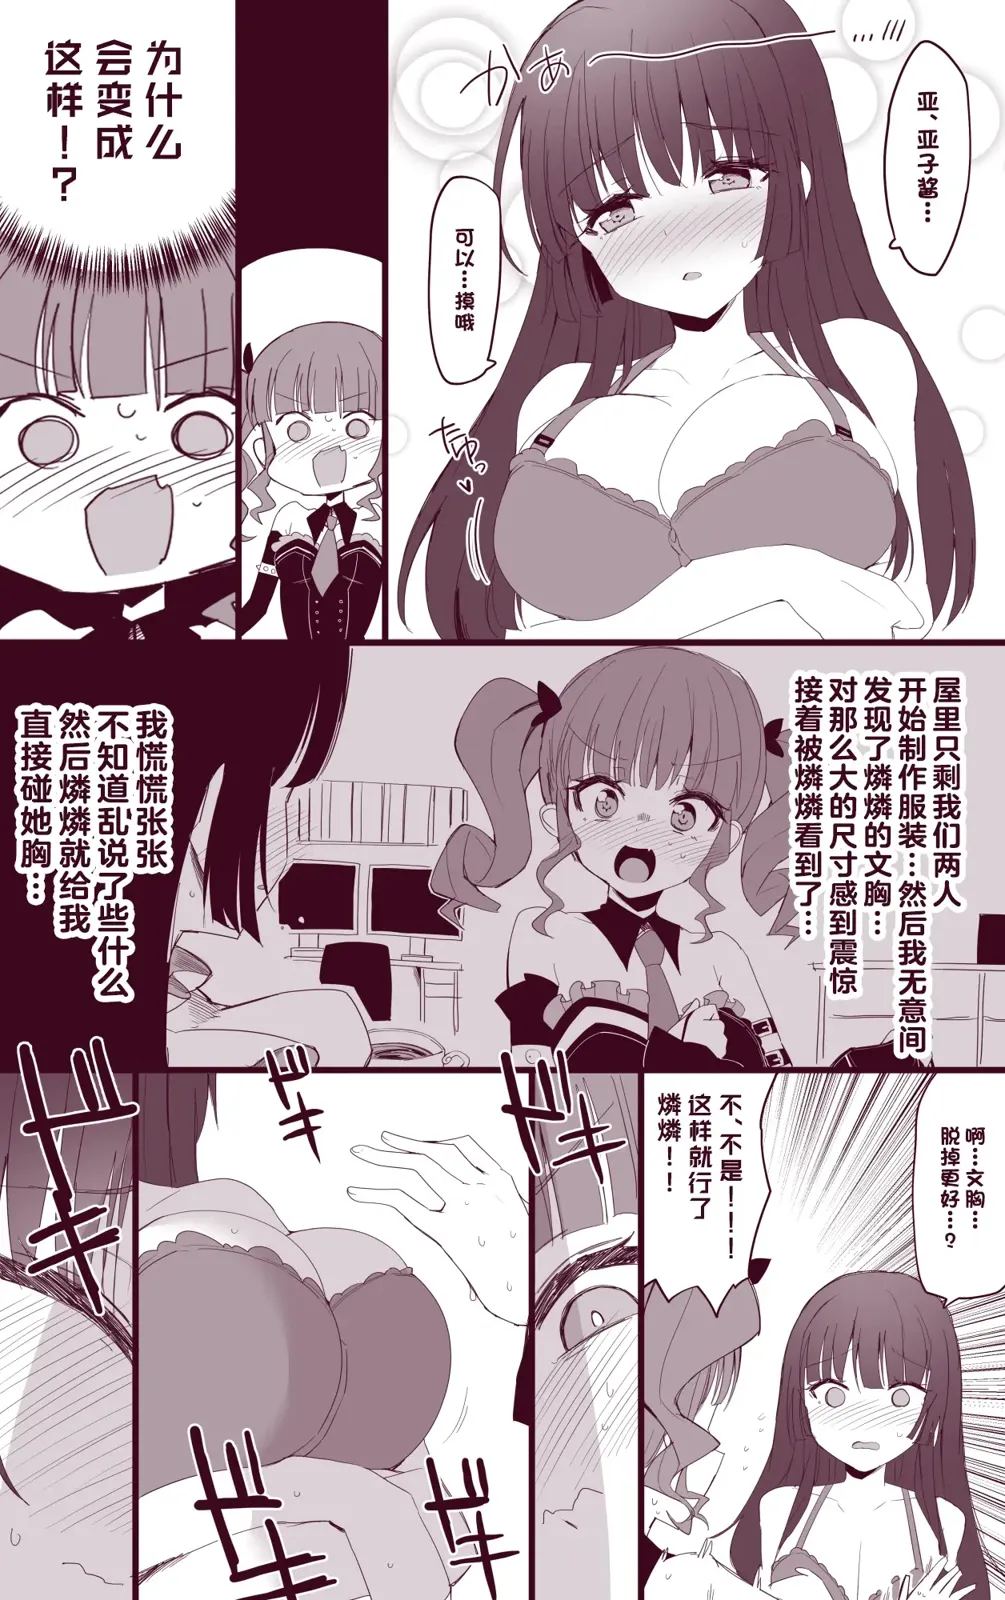 亚、亚子酱…
かあ
…!!!
可以…摸哦
たゆっ♡
为什么
会变成
这样！？
屋里只剩我们两人
开始制作服装…然后我无意间
发现了燐燐的文胸…
对那么大的尺寸感到震惊
接着被燐燐看到了…
我慌慌张张
不知道乱说了些什么
然后燐燐就给我
直接碰她胸…
啊…文胸…
脱掉更好…？
不、不是！！！
这样就行了
燐燐！！
ドキ
ドキ
ドキ
ドキ